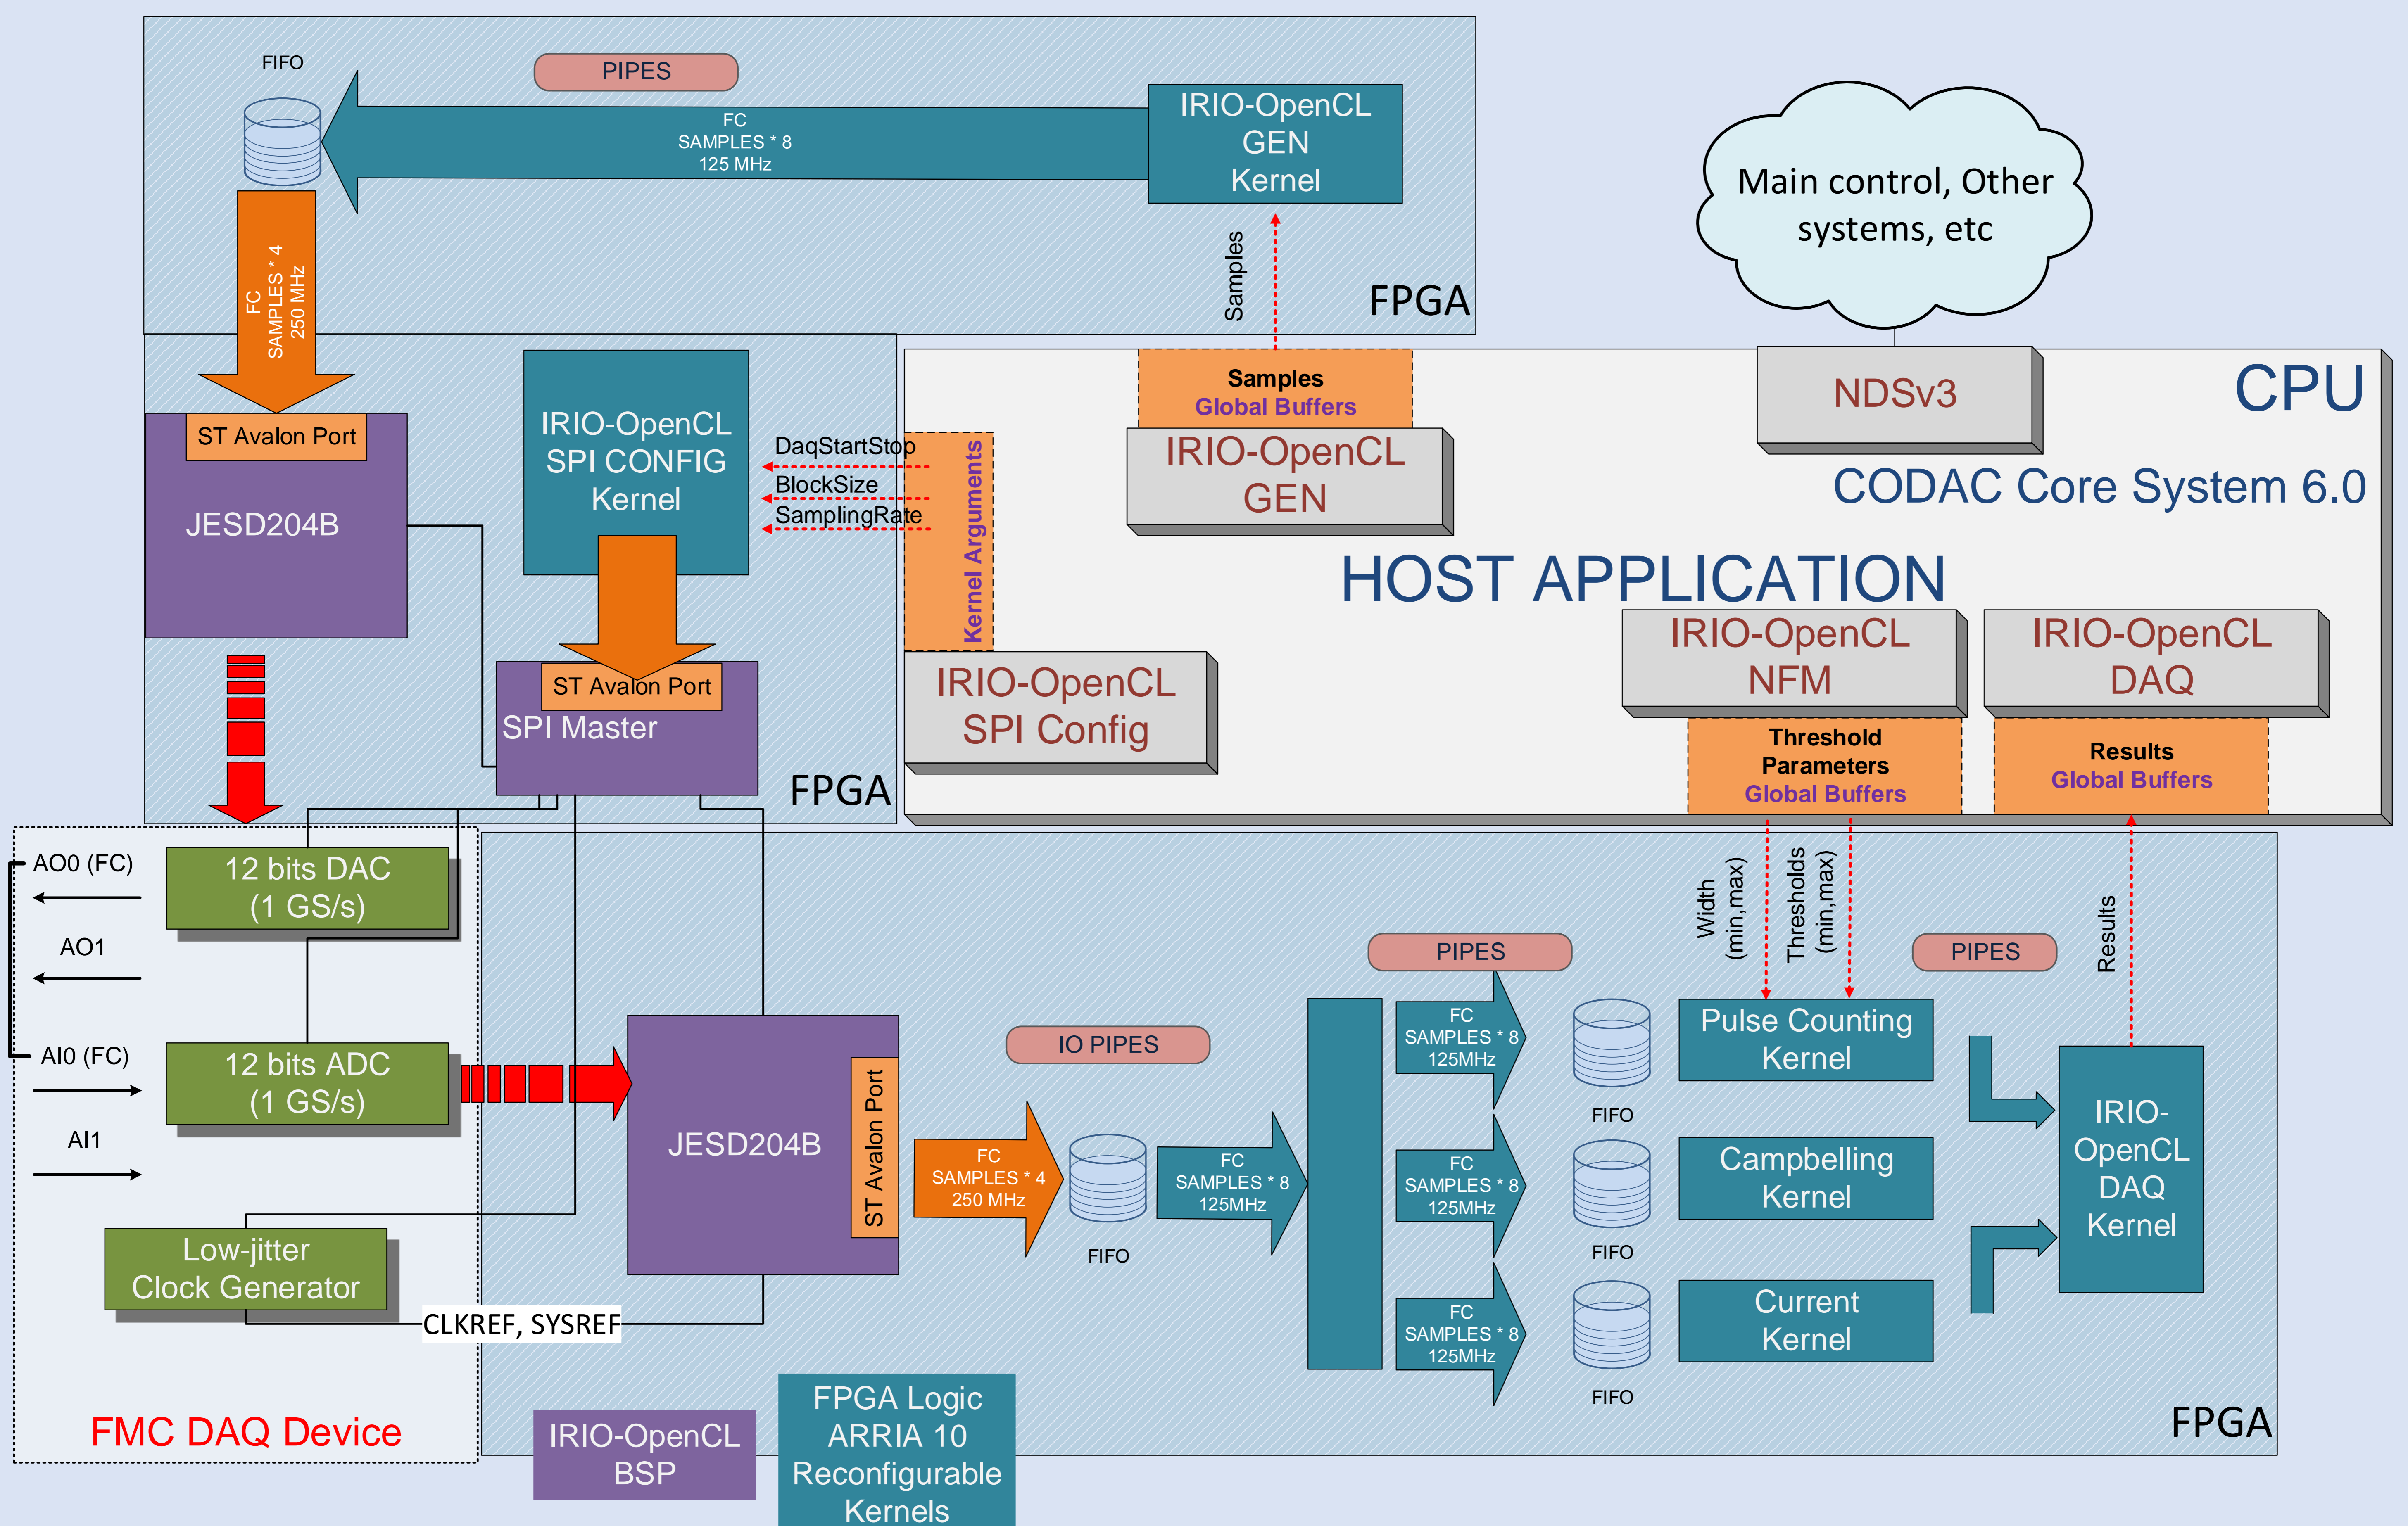 FIFO
PIPES
FC
SAMPLES * 8
125 MHz
IRIO-OpenCL
GEN
Kernel
FC
SAMPLES * 4
250 MHz
Samples
FPGA
Main control, Other
systems, etc
ST Avalon Port
JESD204B
IRIO-OpenCL
SPI CONFIG
Kernel
DaqStartStop
BlockSize
SamplingRate
Kernel Arguments
Samples
Global Buffers
IRIO-OpenCL
GEN
NDSv3
CPU
CODAC Core System 6.0
HOST APPLICATION
ST Avalon Port
SPI Master
FPGA
IRIO-OpenCL
SPI Config
IRIO-OpenCL
NFM
IRIO-OpenCL
DAQ
Threshold
Parameters
Global Buffers
Results
Global Buffers
AO0 (FC)
12 bits DAC
(1 GS/s)
AO1
AI0 (FC)
12 bits ADC
(1 GS/s)
AI1
Low-jitter
Clock Generator
CLKREF, SYSREF
FMC DAQ Device
JESD204B
ST Avalon Port
IO PIPES
FC
SAMPLES * 4
250 MHz
FIFO
FC
SAMPLES * 8
125MHz
PIPES
FC
SAMPLES * 8
125MHz
FIFO
FC
SAMPLES * 8
125MHz
FIFO
FC
SAMPLES * 8
125MHz
FIFO
Width
(min,max)
Thresholds
(min,max)
PIPES
Results
Pulse Counting
Kernel
Campbelling
Kernel
Current
Kernel
IRIO-
OpenCL
DAQ
Kernel
FPGA
IRIO-OpenCL
BSP
FPGA Logic
ARRIA 10
Reconfigurable
Kernels